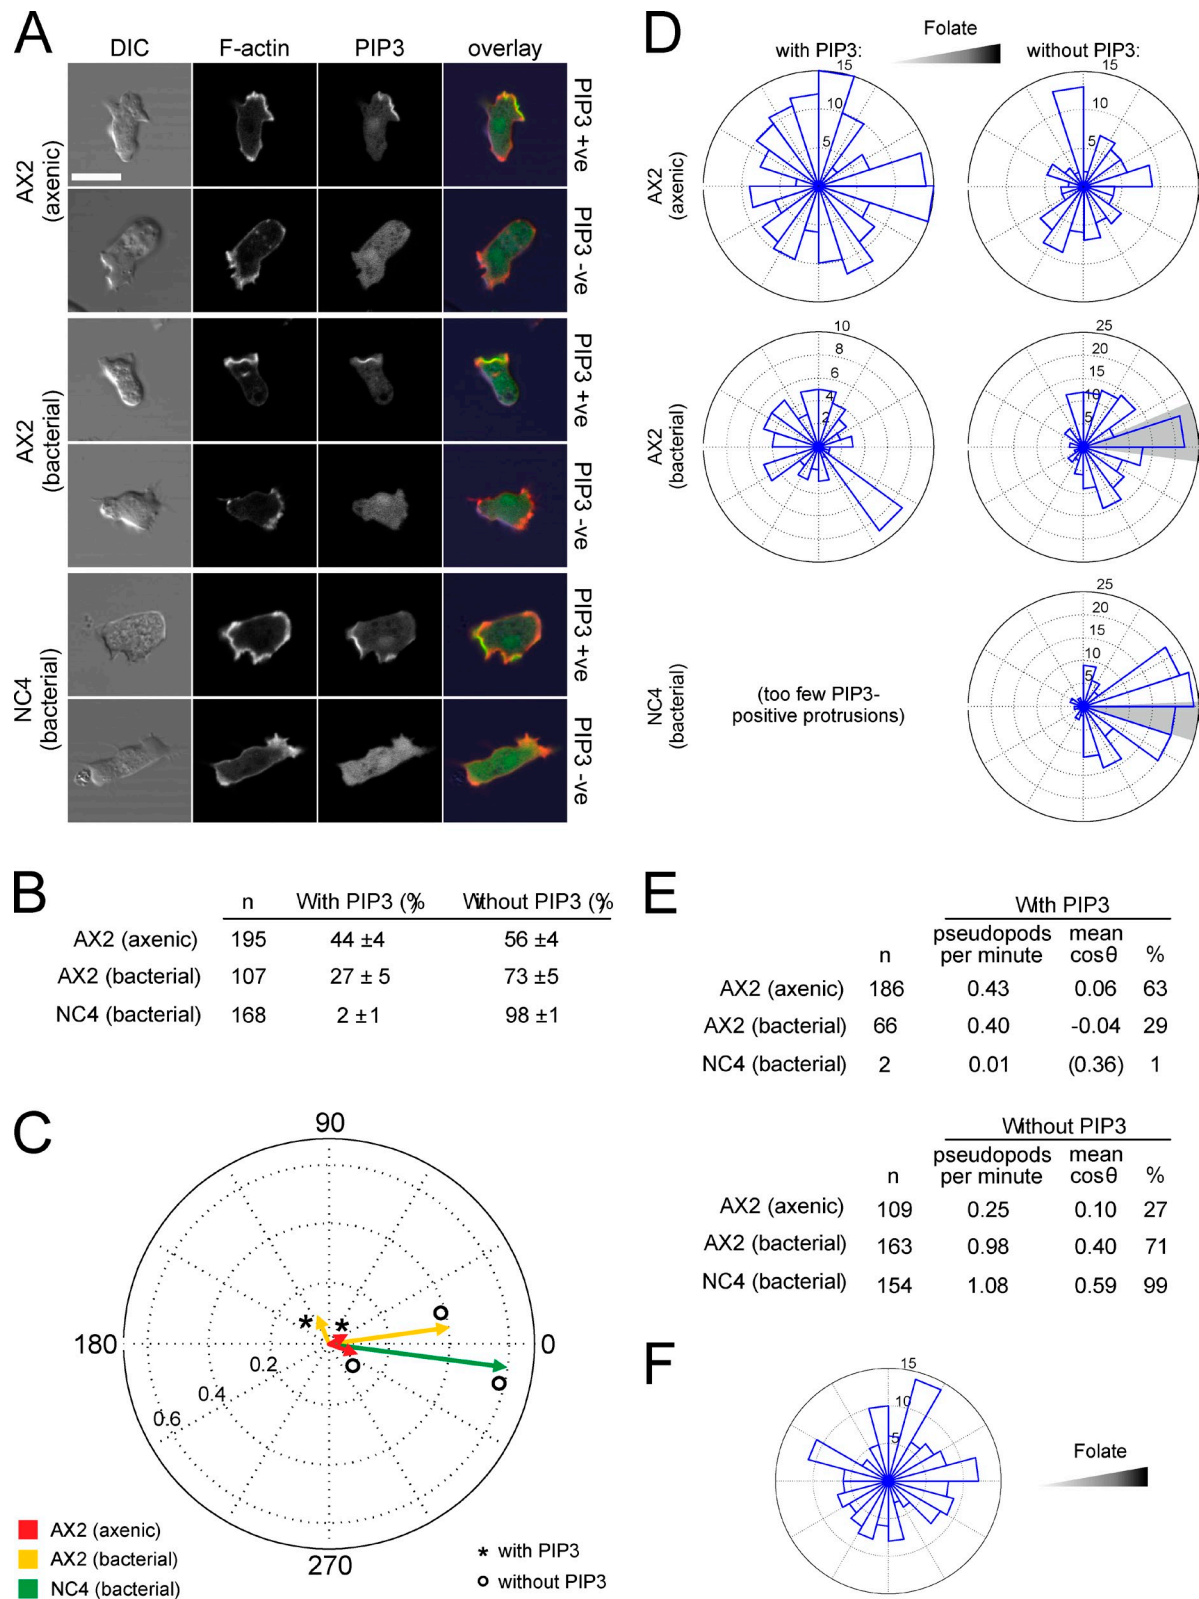 A
DIC F-actin PIP3 overlay
AX2
(axenic)
PIP3 +ve
PIP3 -ve
AX2
(bacterial)
PIP3 +ve
PIP3 -ve
NC4
(bacterial)
PIP3 +ve
PIP3 -ve
B
n With PIP3 (%) Without PIP3 (%)
AX2 (axenic) 195 44 ±4 56 ±4
AX2 (bacterial) 107 27 ± 5 73 ±5
NC4 (bacterial) 168 2 ±1 98 ±1
C
90
180
0
270
0.2
0.4
0.6
AX2 (axenic)
AX2 (bacterial)
NC4 (bacterial)
* with PIP3
o without PIP3
D
Folate
with PIP3: without PIP3:
AX2
(axenic)
15
10
5
15
10
5
AX2
(bacterial)
10
8
6
4
2
25
20
15
10
5
NC4
(bacterial)
(too few PIP3-
positive protrusions)
25
20
15
10
5
E
With PIP3
n pseudopods per minute mean cosθ %
AX2 (axenic) 186 0.43 0.06 63
AX2 (bacterial) 66 0.40 -0.04 29
NC4 (bacterial) 2 0.01 (0.36) 1
Without PIP3
n pseudopods per minute mean cosθ %
AX2 (axenic) 109 0.25 0.10 27
AX2 (bacterial) 163 0.98 0.40 71
NC4 (bacterial) 154 1.08 0.59 99
F
15
10
5
Folate